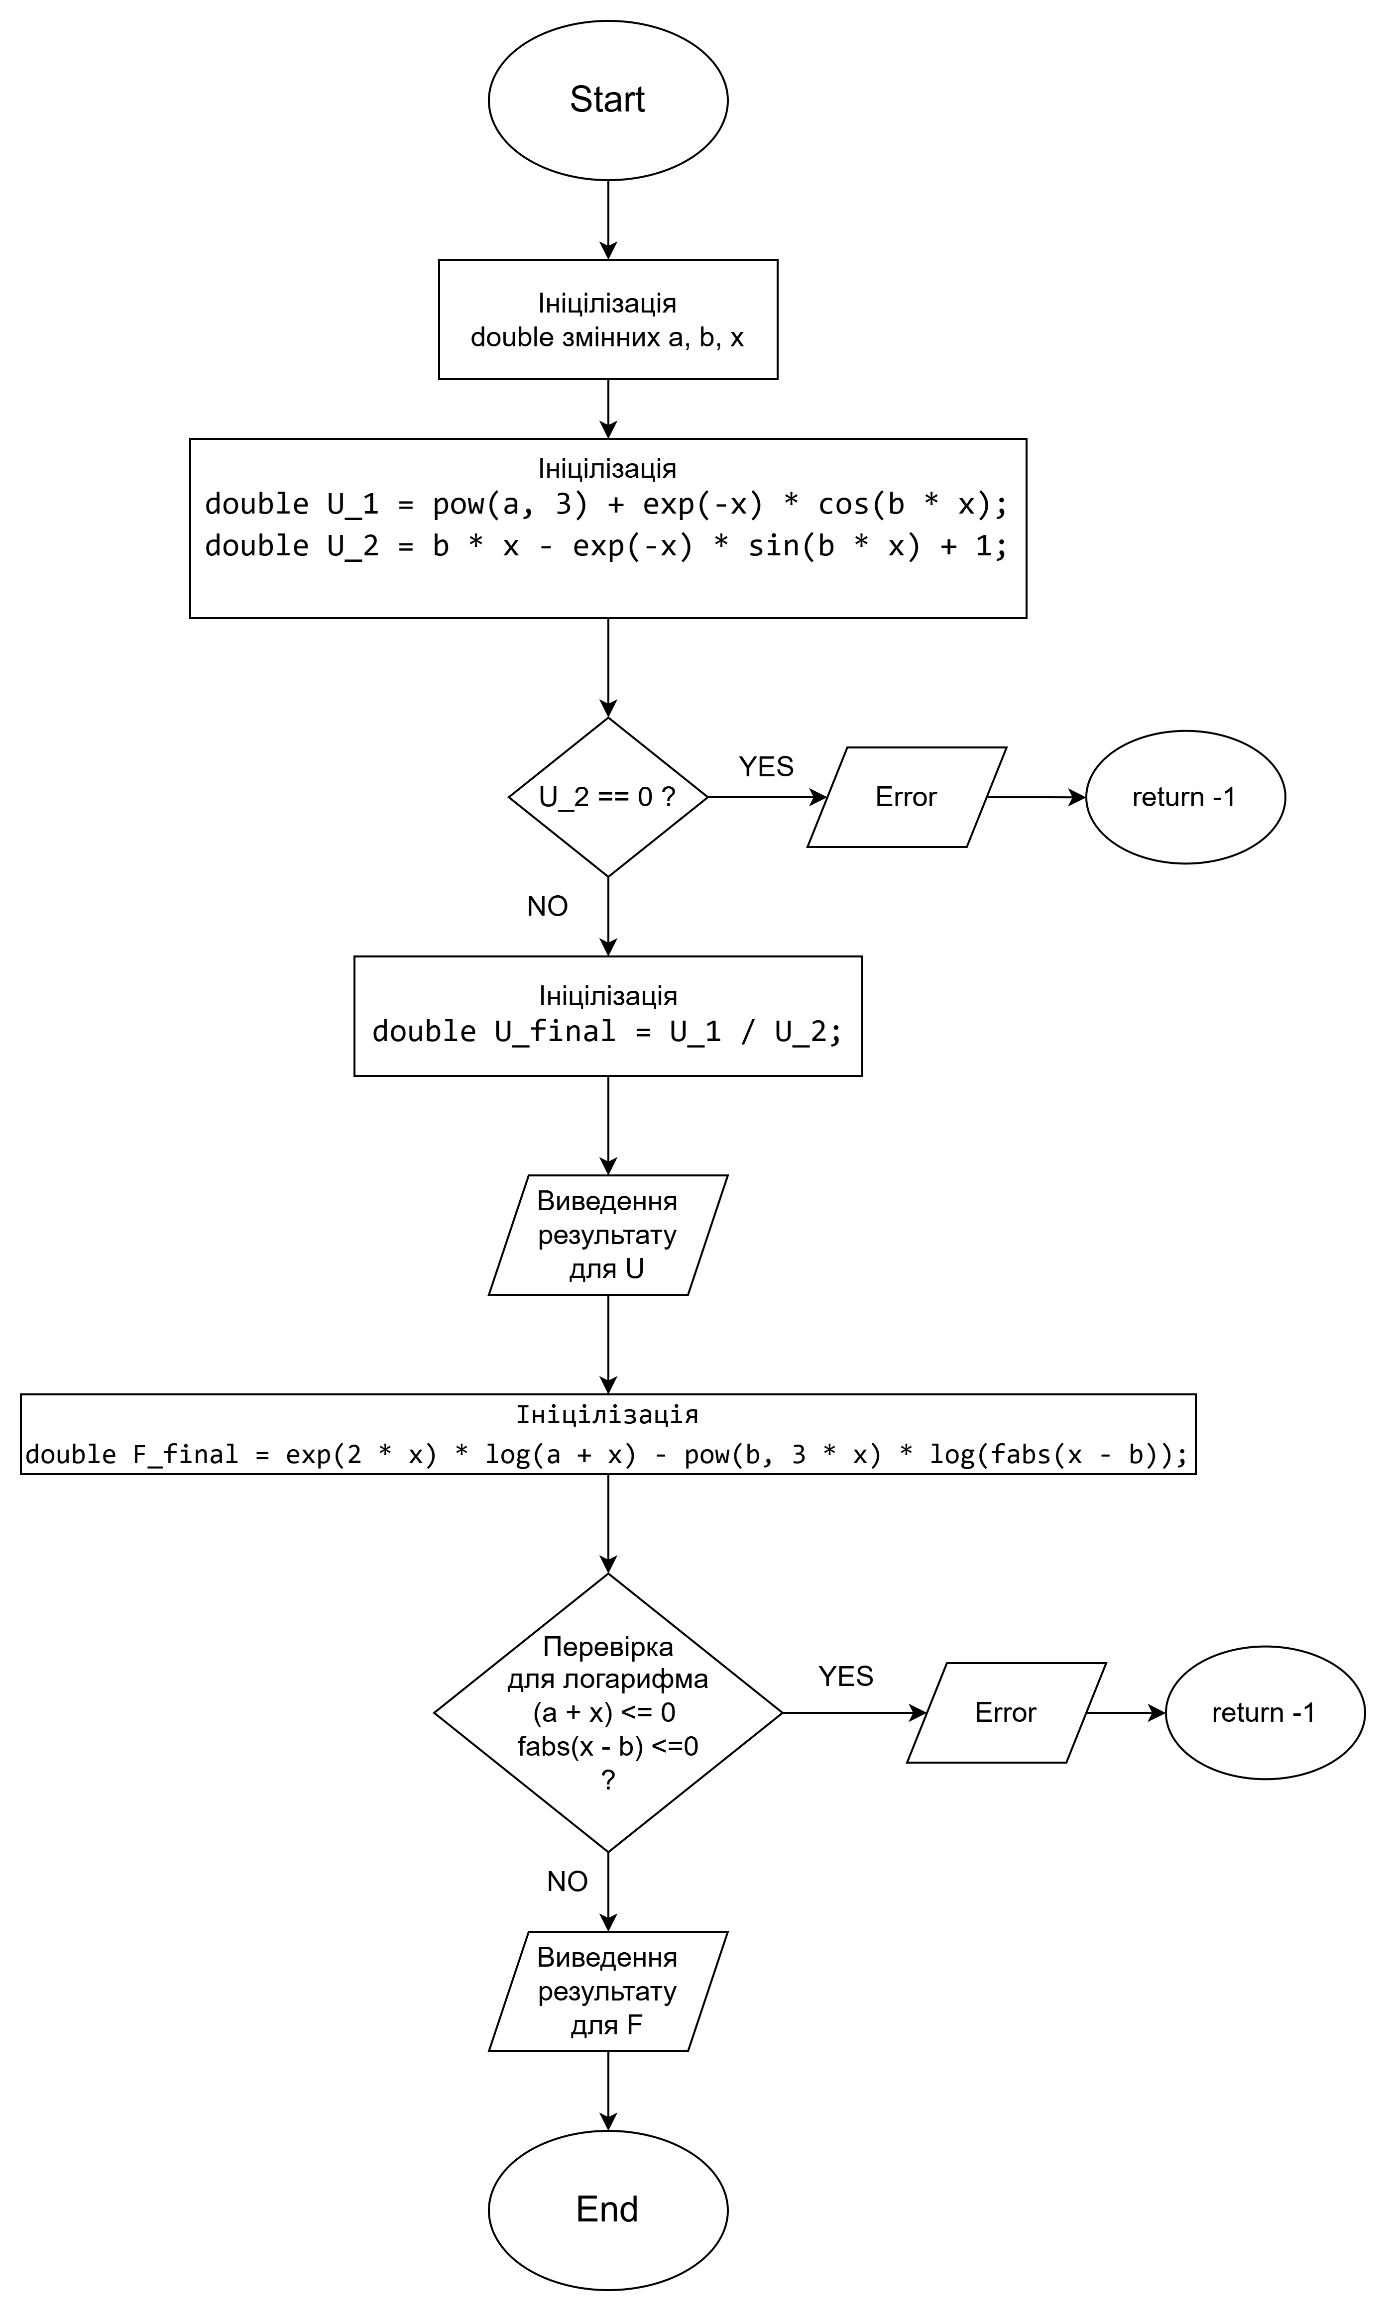 Start
Ініцілізація
double змінних a, b, x
Ініцілізація
double U_1 = pow(a, 3) + exp(-x) * cos(b * x);
double U_2 = b * x - exp(-x) * sin(b * x) + 1;
U_2 == 0 ?
YES
Error
return -1
NO
Ініцілізація
double U_final = U_1 / U_2;
Виведення
результату
для U
Ініцілізація
double F_final = exp(2 * x) * log(a + x) - pow(b, 3 * x) * log(fabs(x - b));
Перевірка
для логарифма
(a + x) <= 0
fabs(x - b) <=0
?
YES
Error
return -1
NO
Виведення
результату
для F
End